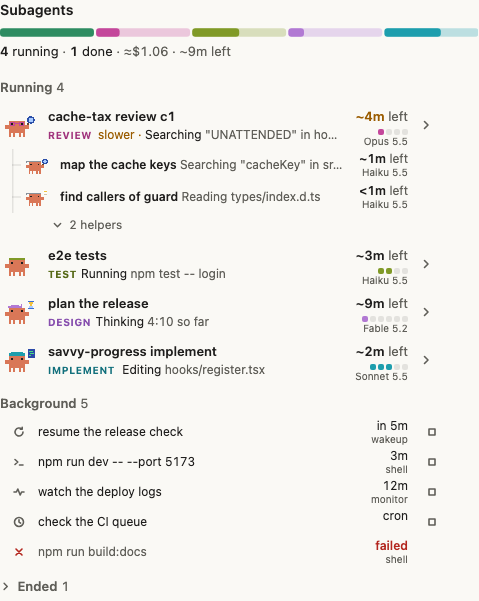 Subagents
4 running · 1 done · ≈$1.06 · ~9m left
Running 4
cache-tax review c1 ~4m left
REVIEW slower · Searching "UNATTENDED" in ho... Opus 5.5
map the cache keys Searching "cacheKey" in sr... ~1m left
Haiku 5.5
find callers of guard Reading types/index.d.ts <1m left
Haiku 5.5
2 helpers
e2e tests ~3m left
TEST Running npm test -- login Haiku 5.5
plan the release ~9m left
DESIGN Thinking 4:10 so far Fable 5.2
savvy-progress implement ~2m left
IMPLEMENT Editing hooks/register.tsx Sonnet 5.5
Background 5
resume the release check in 5m
wakeup
npm run dev -- --port 5173 3m
shell
watch the deploy logs 12m
monitor
check the CI queue cron
npm run build:docs failed
shell
Ended 1